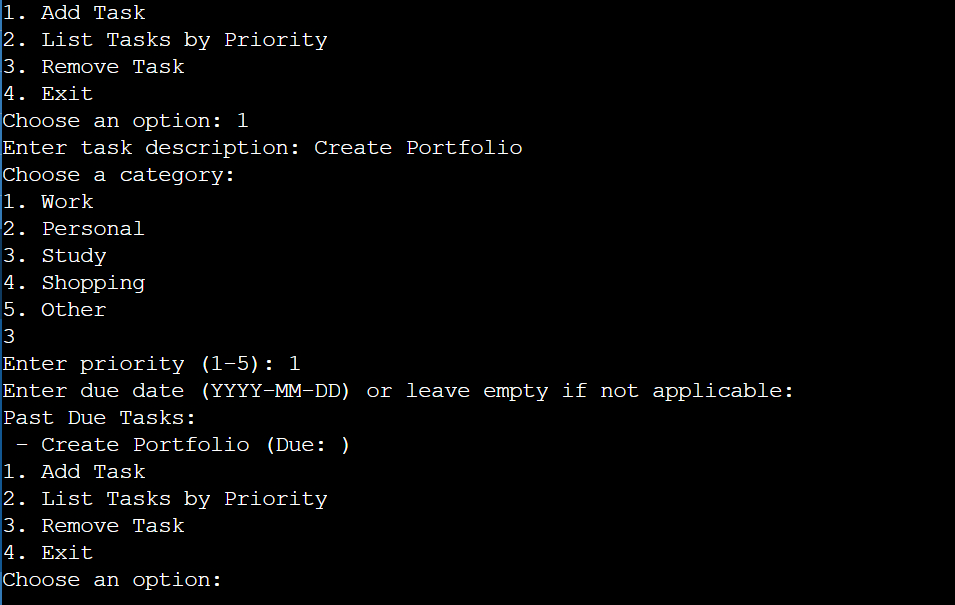 1. Add Task
2. List Tasks by Priority
3. Remove Task
4. Exit
Choose an option: 1
Enter task description: Create Portfolio
Choose a category:
1. Work
2. Personal
3. Study
4. Shopping
5. Other
3
Enter priority (1-5): 1
Enter due date (YYYY-MM-DD) or leave empty if not applicable:
Past Due Tasks:
 - Create Portfolio (Due: )
1. Add Task
2. List Tasks by Priority
3. Remove Task
4. Exit
Choose an option: